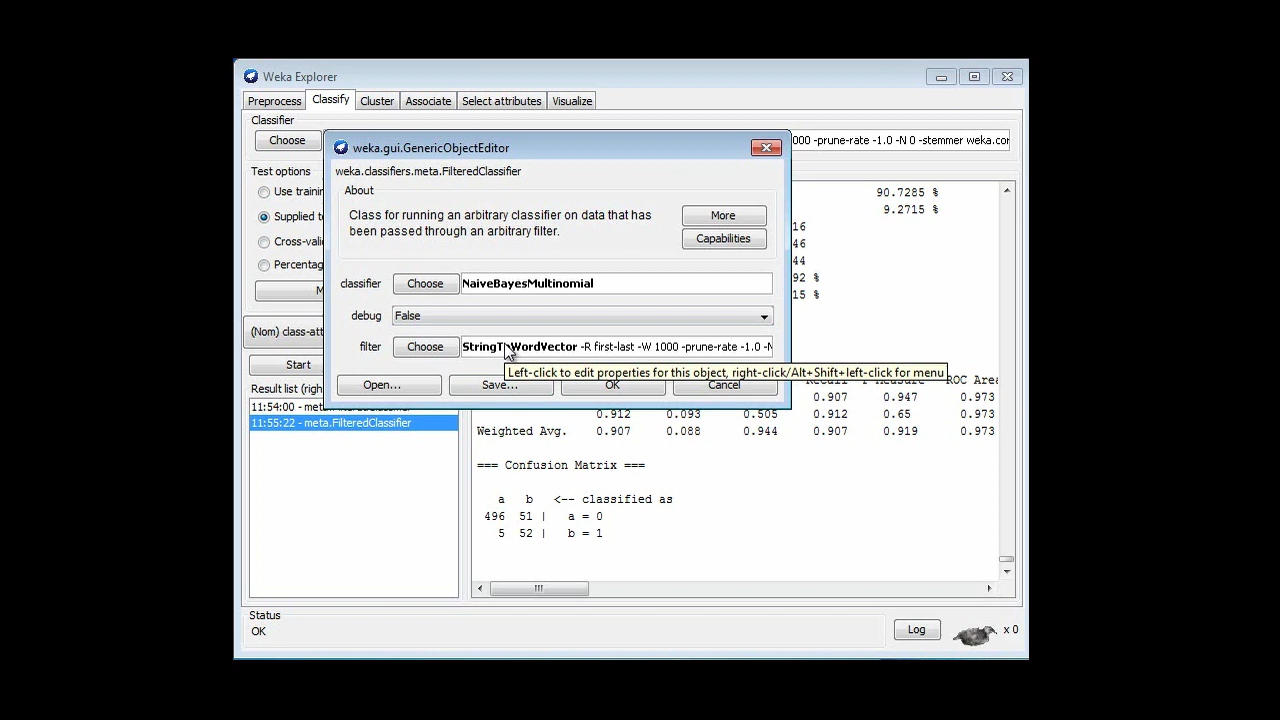 Weka Explorer
Preprocess Classify Cluster Associate Select attributes Visualize
Classifier
Choose
000 -prune-rate -1.0 -N 0 -stemmer weka.cor
weka.gui.GenericObjectEditor
weka.classifiers.meta.FilteredClassifier
About
Class for running an arbitrary classifier on data that has
been passed through an arbitrary filter.
More
Capabilities
classifier Choose NaiveBayesMultinomial
debug False
filter Choose StringToWordVector -R first-last -W 1000 -prune-rate -1.0 -N
Left-click to edit properties for this object, right-click/Alt+Shift+left-click for menu
Open... Save... OK Cancel
Test options
Use trainin
Supplied te
Cross-valid
Percentag
M
(Nom) class-att
Start
Result list (right
11:54:00 - meta.FilteredClassifier
11:55:22 - meta.FilteredClassifier
90.7285 %
9.2715 %
16
46
44
92 %
15 %
ROC Area
0.907 0.947 0.973
0.912 0.093 0.505 0.912 0.65 0.973
Weighted Avg. 0.907 0.088 0.944 0.907 0.919 0.973
=== Confusion Matrix ===
a b <-- classified as
496 51 | a = 0
5 52 | b = 1
Status
OK
Log
x 0